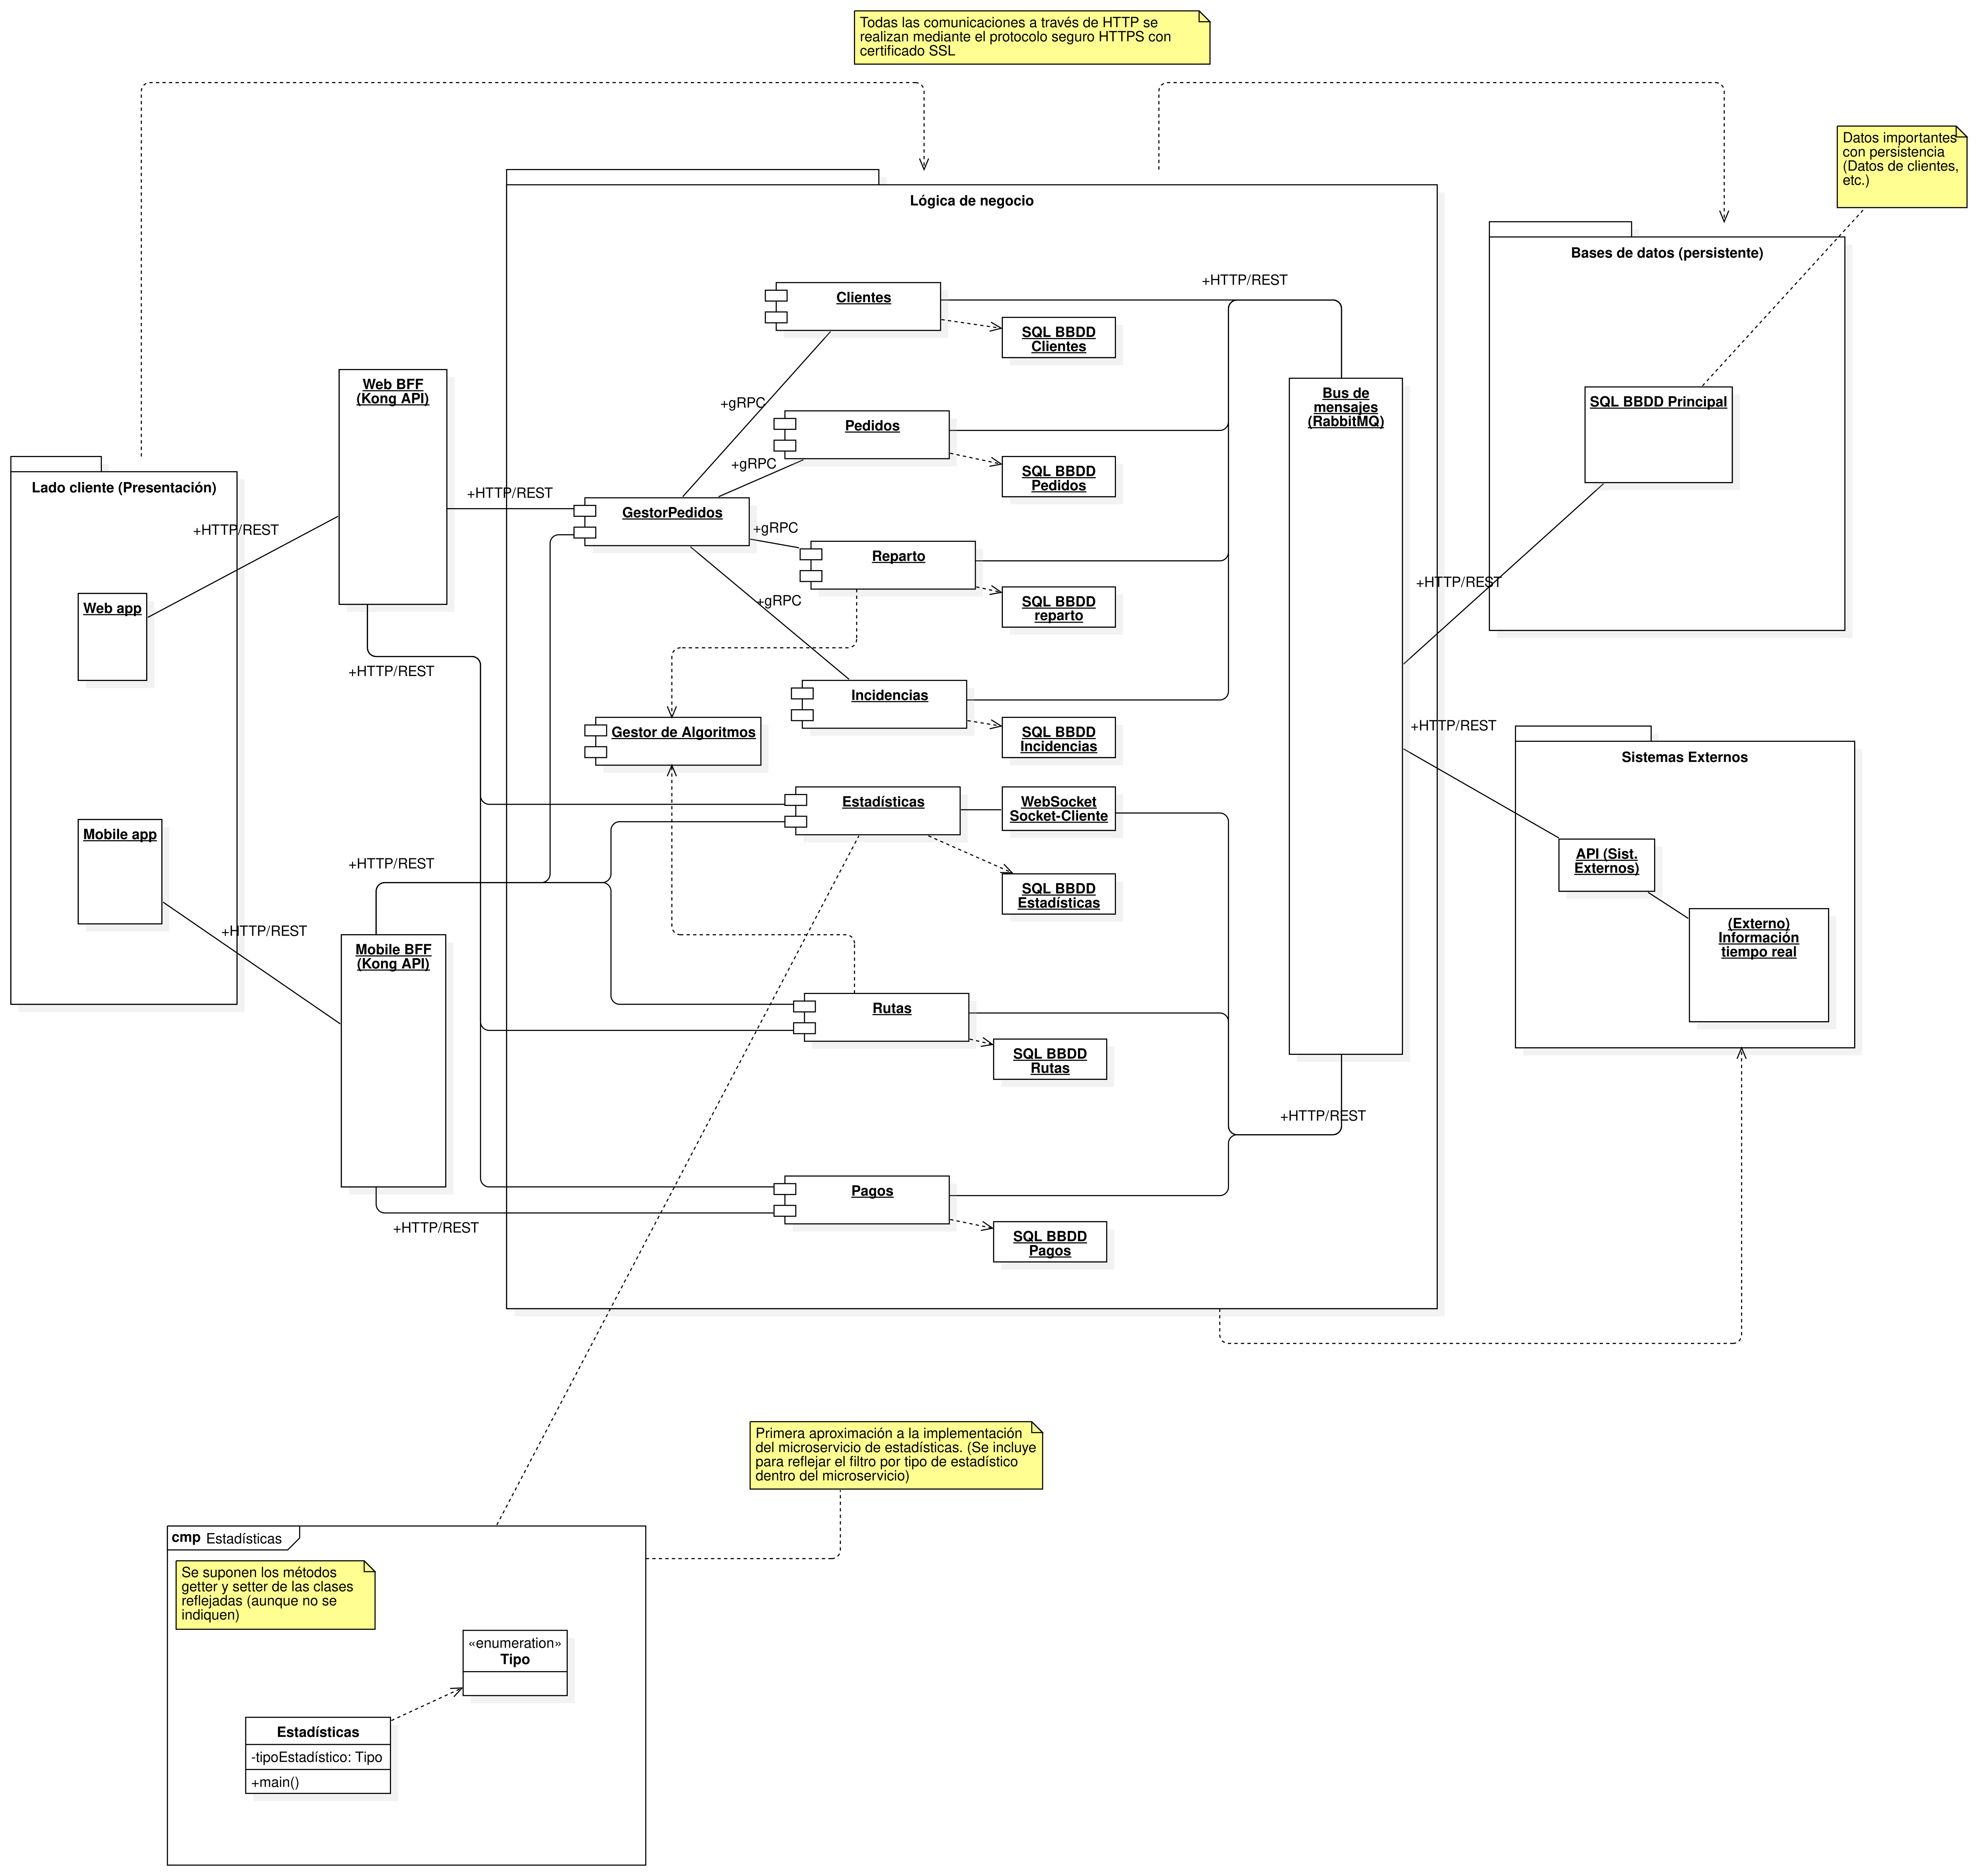 Todas las comunicaciones a través de HTTP se
realizan mediante el protocolo seguro HTTPS con
certificado SSL
Datos importantes
con persistencia
(Datos de clientes,
etc.)
Lógica de negocio
Bases de datos (persistente)
+HTTP/REST
Clientes
SQL BBDD
Clientes
Web BFF
(Kong API)
Bus de
mensajes
(RabbitMQ)
SQL BBDD Principal
+gRPC
Pedidos
+gRPC
SQL BBDD
Pedidos
Lado cliente (Presentación)
+HTTP/REST
GestorPedidos
+HTTP/REST
+gRPC
Reparto
+HTTP/REST
+gRPC
SQL BBDD
reparto
Web app
+HTTP/REST
Incidencias
Gestor de Algoritmos
SQL BBDD
Incidencias
+HTTP/REST
Sistemas Externos
Estadísticas
WebSocket
Socket-Cliente
Mobile app
+HTTP/REST
API (Sist.
Externos)
SQL BBDD
Estadísticas
+HTTP/REST
(Externo)
Información
tiempo real
Mobile BFF
(Kong API)
Rutas
SQL BBDD
Rutas
+HTTP/REST
Pagos
+HTTP/REST
SQL BBDD
Pagos
Primera aproximación a la implementación
del microservicio de estadísticas. (Se incluye
para reflejar el filtro por tipo de estadístico
dentro del microservicio)
cmp Estadísticas
Se suponen los métodos
getter y setter de las clases
reflejadas (aunque no se
indiquen)
«enumeration»
Tipo
Estadísticas
-tipoEstadístico: Tipo
+main()